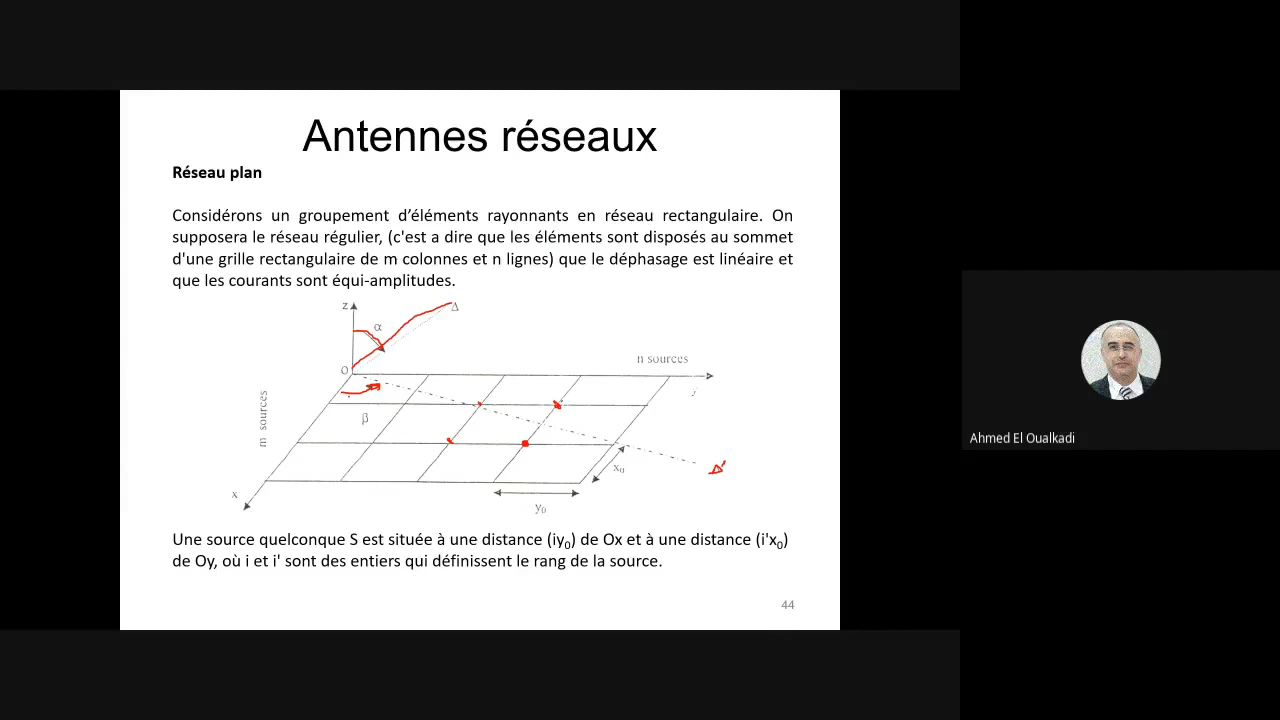 Antennes réseaux
Réseau plan
Considérons un groupement d’éléments rayonnants en réseau rectangulaire. On
supposera le réseau régulier, (c'est a dire que les éléments sont disposés au sommet
d'une grille rectangulaire de m colonnes et n lignes) que le déphasage est linéaire et
que les courants sont équi-amplitudes.
z
Δ
α
O
n sources
y
m sources
β
Δ'
x₀
x
y₀
Une source quelconque S est située à une distance (iy₀) de Ox et à une distance (i'x₀)
de Oy, où i et i' sont des entiers qui définissent le rang de la source.
44
Ahmed El Oualkadi